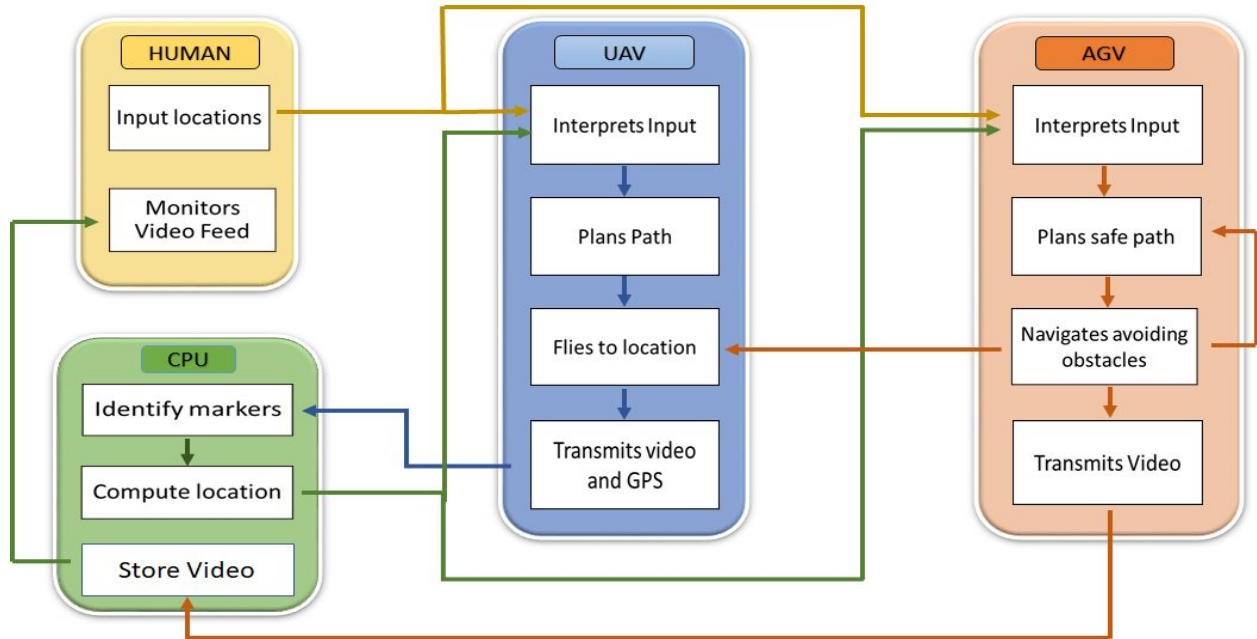 HUMAN
Input locations
Monitors
Video Feed
CPU
Identify markers
Compute location
Store Video
UAV
Interprets Input
Plans Path
Flies to location
Transmits video
and GPS
AGV
Interprets Input
Plans safe path
Navigates avoiding
obstacles
Transmits Video